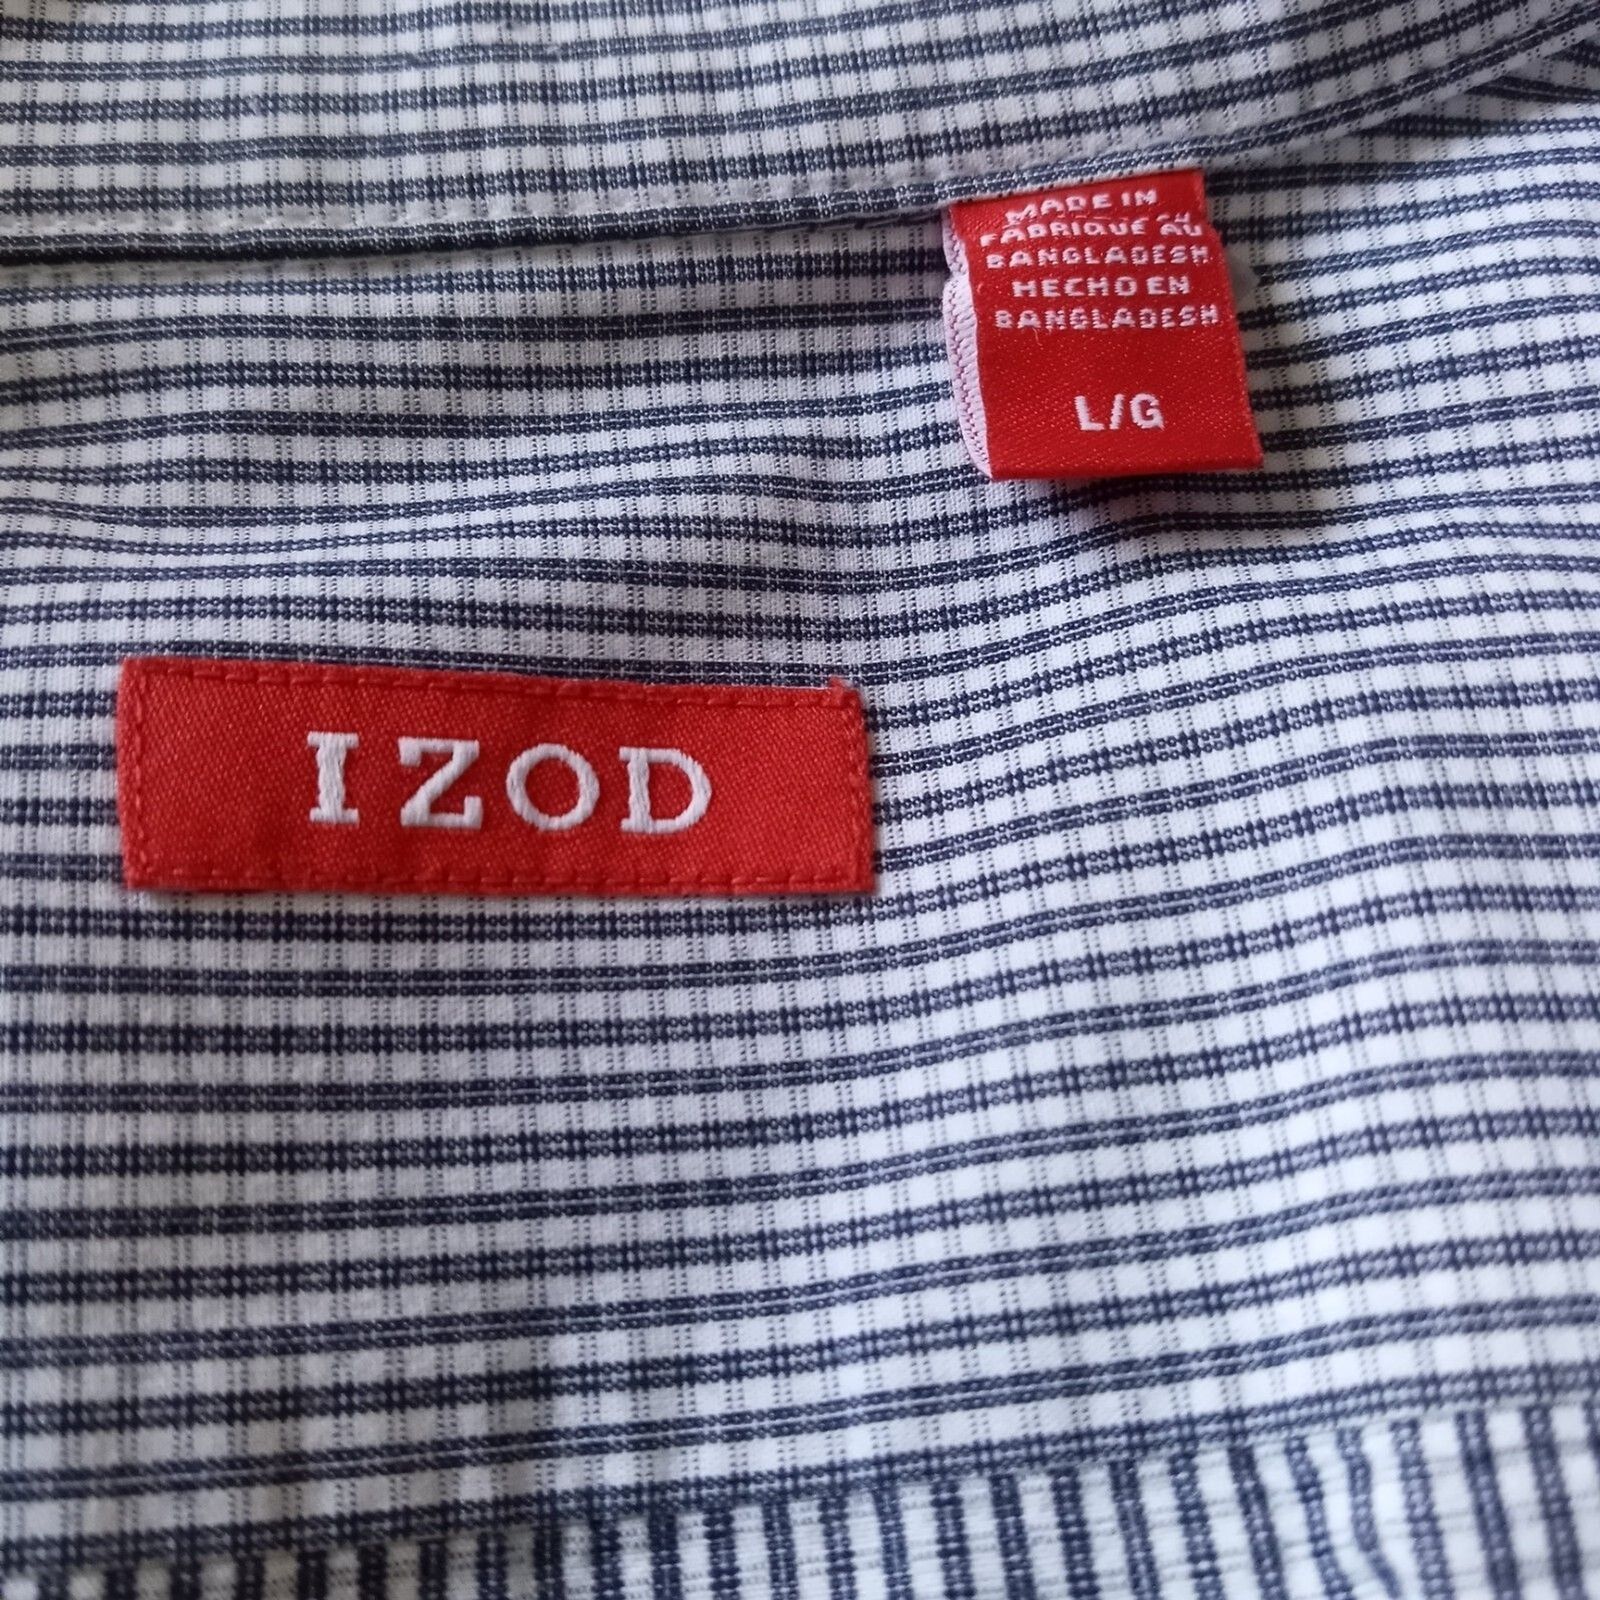 MADE IN
FABRIQUE AU
BANGLADESH
HECHO EN
BANGLADESH
L/G
IZOD